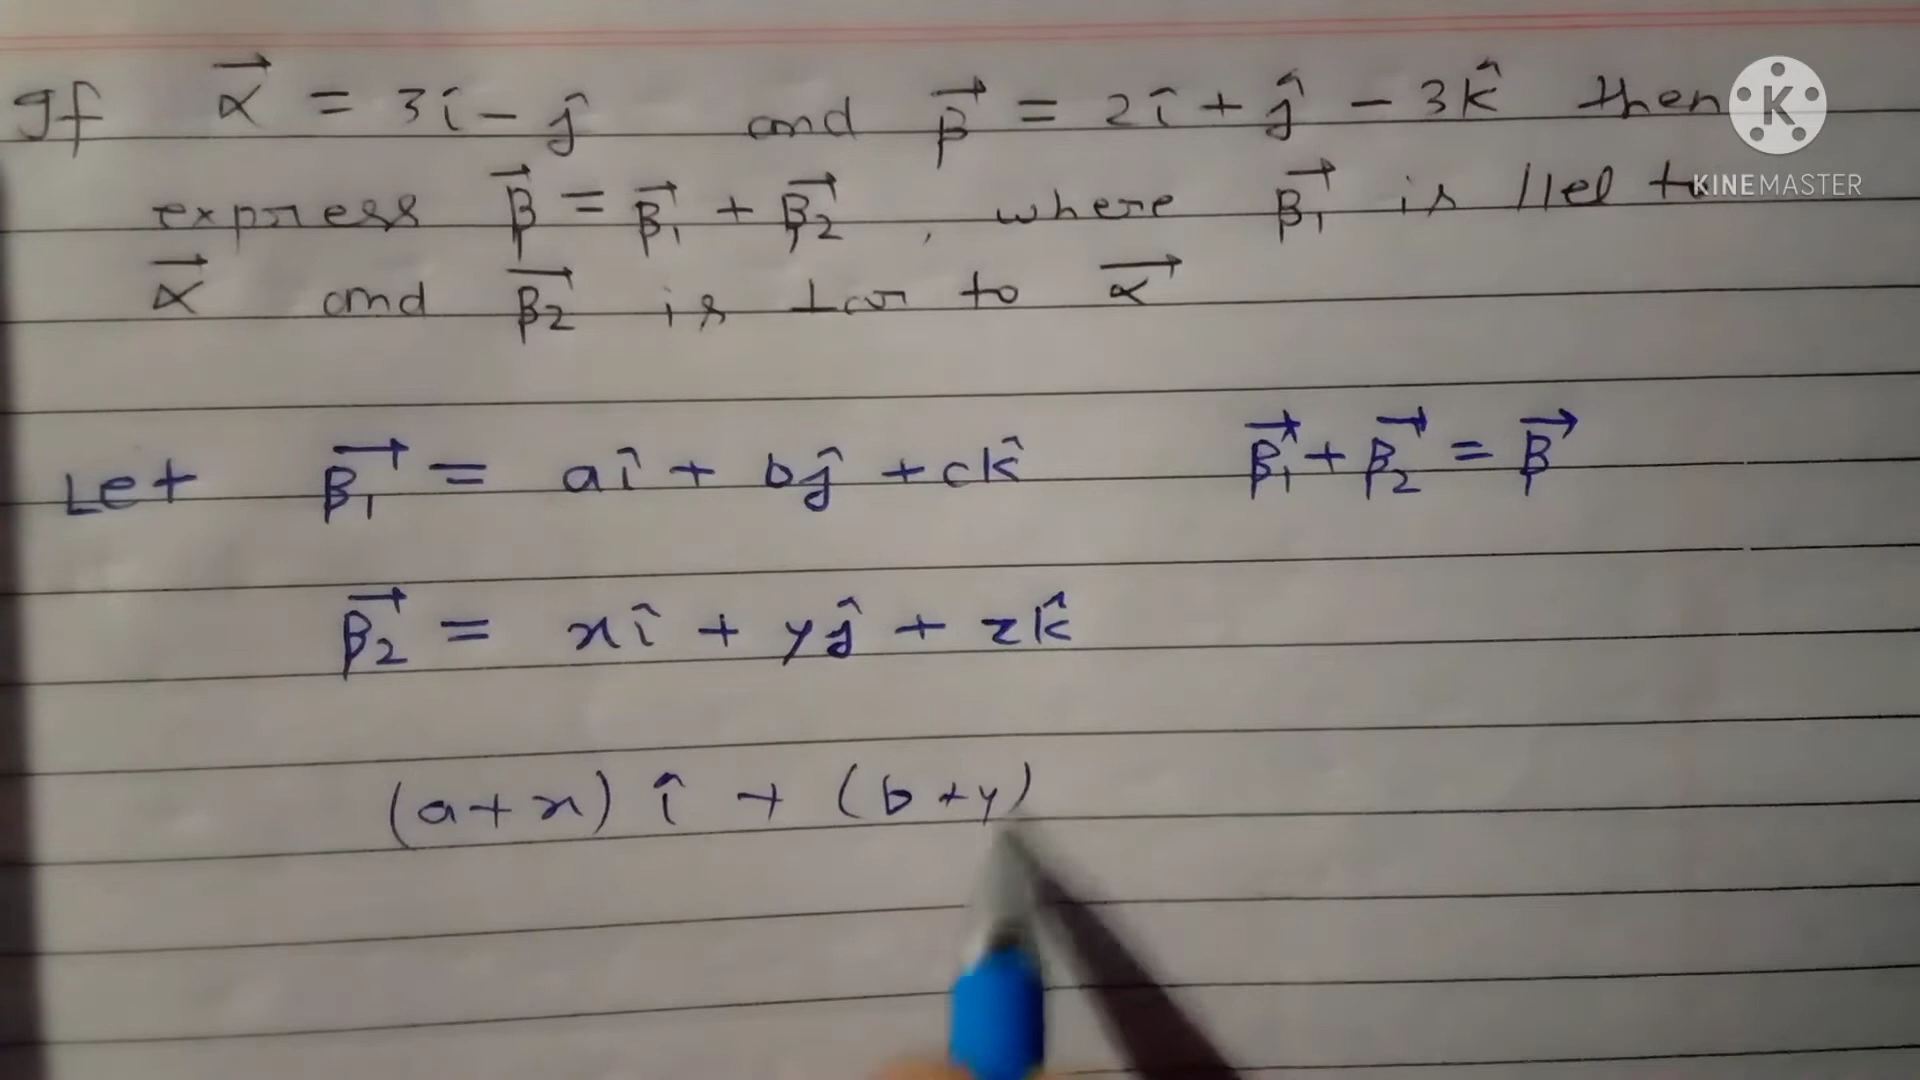 If α⃗ = 3î - ĵ and β⃗ = 2î + ĵ - 3k̂ then
express β⃗ = β⃗₁ + β⃗₂, where β⃗₁ is llel to
α⃗ and β⃗₂ is ⊥ar to α⃗
Let β⃗₁ = aî + bĵ + ck̂ β⃗₁ + β⃗₂ = β⃗
β⃗₂ = xî + yĵ + zk̂
(a+x) î + (b+y)
KINEMASTER